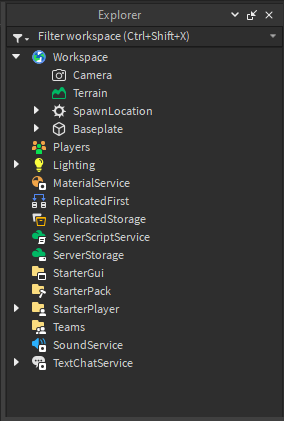 Explorer
Filter workspace (Ctrl+Shift+X)
Workspace
Camera
Terrain
SpawnLocation
Baseplate
Players
Lighting
MaterialService
ReplicatedFirst
ReplicatedStorage
ServerScriptService
ServerStorage
StarterGui
StarterPack
StarterPlayer
Teams
SoundService
TextChatService